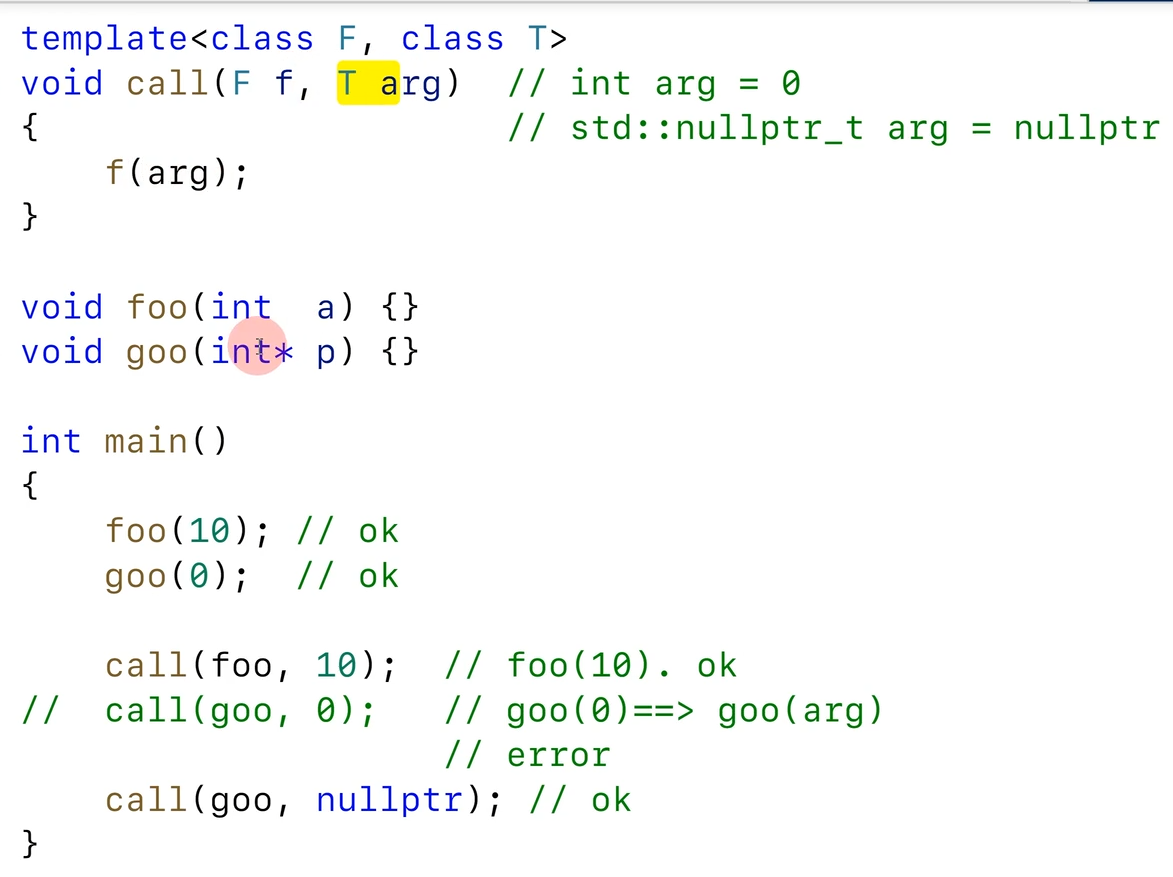 template<class F, class T>
void call(F f, T arg)  // int arg = 0
{                      // std::nullptr_t arg = nullptr
    f(arg);
}
void foo(int  a) {}
void goo(int* p) {}
int main()
{
    foo(10); // ok
    goo(0);  // ok
    call(foo, 10);  // foo(10). ok
//  call(goo, 0);   // goo(0)==> goo(arg)
                    // error
    call(goo, nullptr); // ok
}